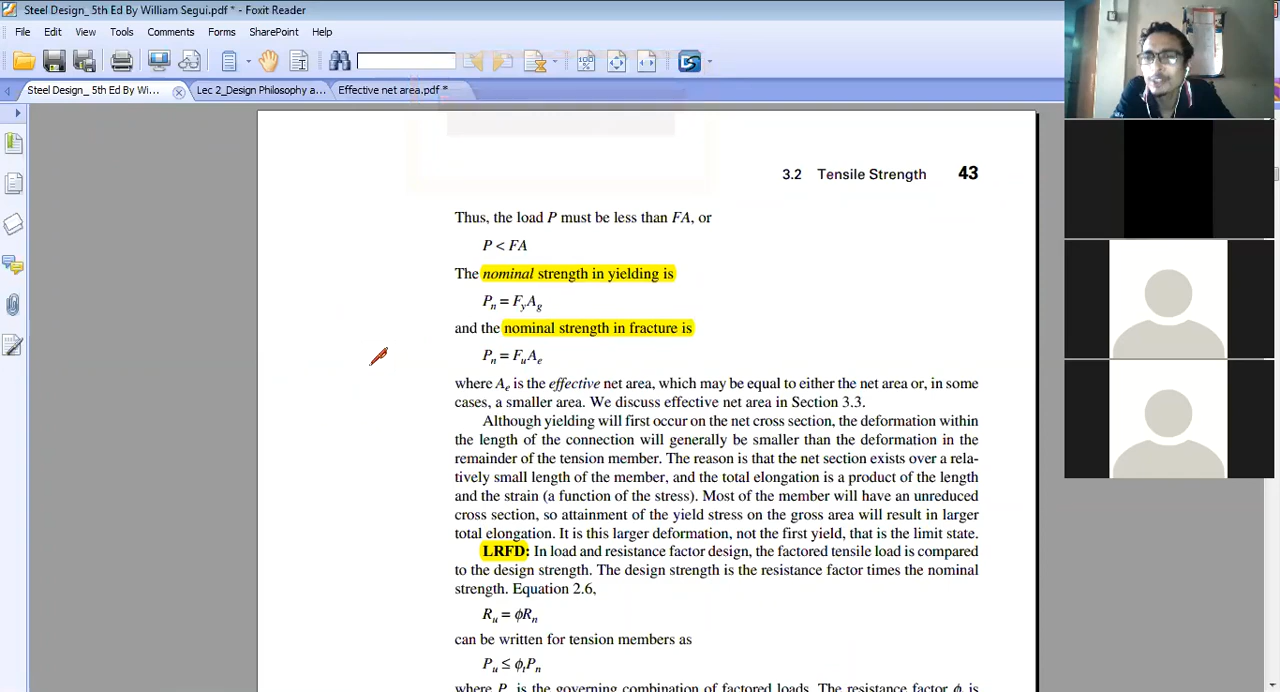 Steel Design_ 5th Ed By William Segui.pdf * - Foxit Reader
File Edit View Tools Comments Forms SharePoint Help
Steel Design_ 5th Ed By Wi... Lec 2_Design Philosophy a... Effective net area.pdf *
3.2 Tensile Strength 43
Thus, the load P must be less than FA, or
P < FA
The nominal strength in yielding is
Pn = FyAg
and the nominal strength in fracture is
Pn = FuAe
where Ae is the effective net area, which may be equal to either the net area or, in some
cases, a smaller area. We discuss effective net area in Section 3.3.
Although yielding will first occur on the net cross section, the deformation within
the length of the connection will generally be smaller than the deformation in the
remainder of the tension member. The reason is that the net section exists over a rela-
tively small length of the member, and the total elongation is a product of the length
and the strain (a function of the stress). Most of the member will have an unreduced
cross section, so attainment of the yield stress on the gross area will result in larger
total elongation. It is this larger deformation, not the first yield, that is the limit state.
LRFD: In load and resistance factor design, the factored tensile load is compared
to the design strength. The design strength is the resistance factor times the nominal
strength. Equation 2.6,
Ru = ϕRn
can be written for tension members as
Pu ≤ ϕtPn
where P is the governing combination of factored loads. The resistance factor ϕ is